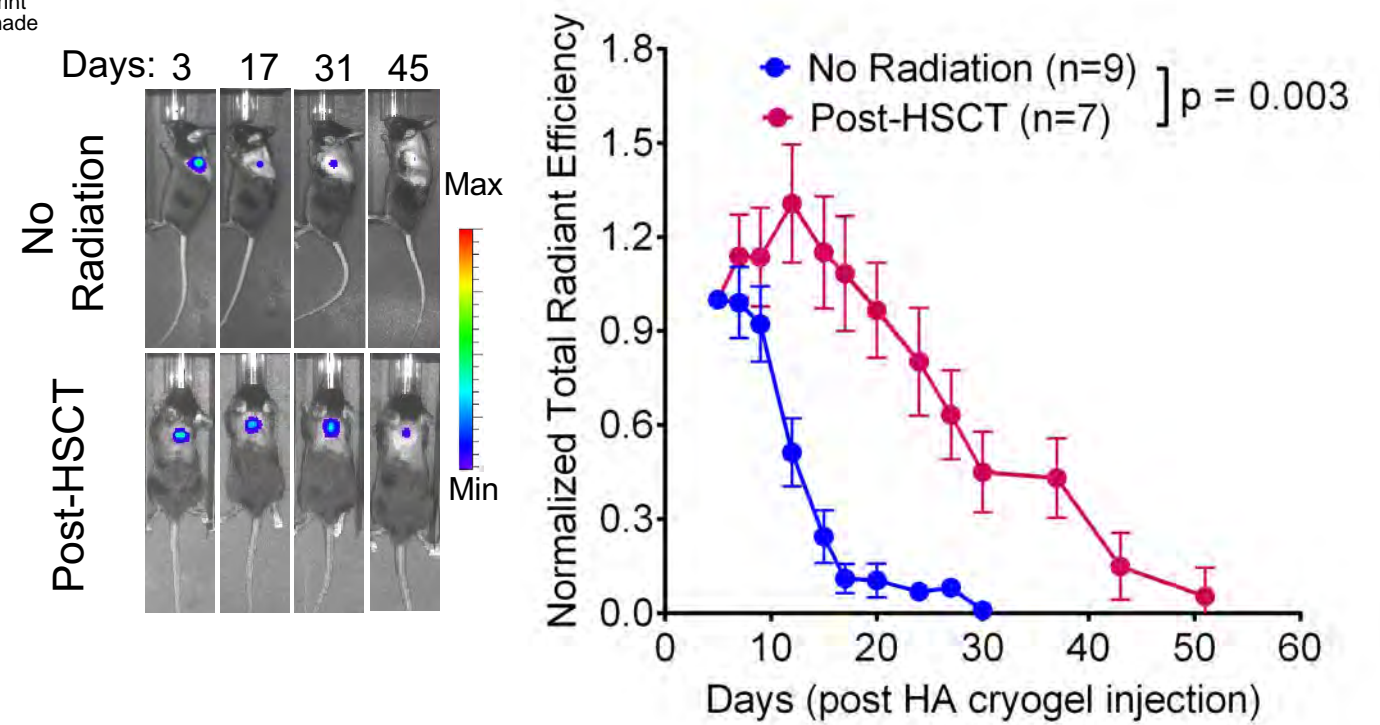 Days: 3 17 31 45
No
Radiation
Post-HSCT
Max
Min
Normalized Total Radiant Efficiency
1.8
1.5
1.2
0.9
0.6
0.3
0.0
No Radiation (n=9)
Post-HSCT (n=7)
p = 0.003
0 10 20 30 40 50 60
Days (post HA cryogel injection)